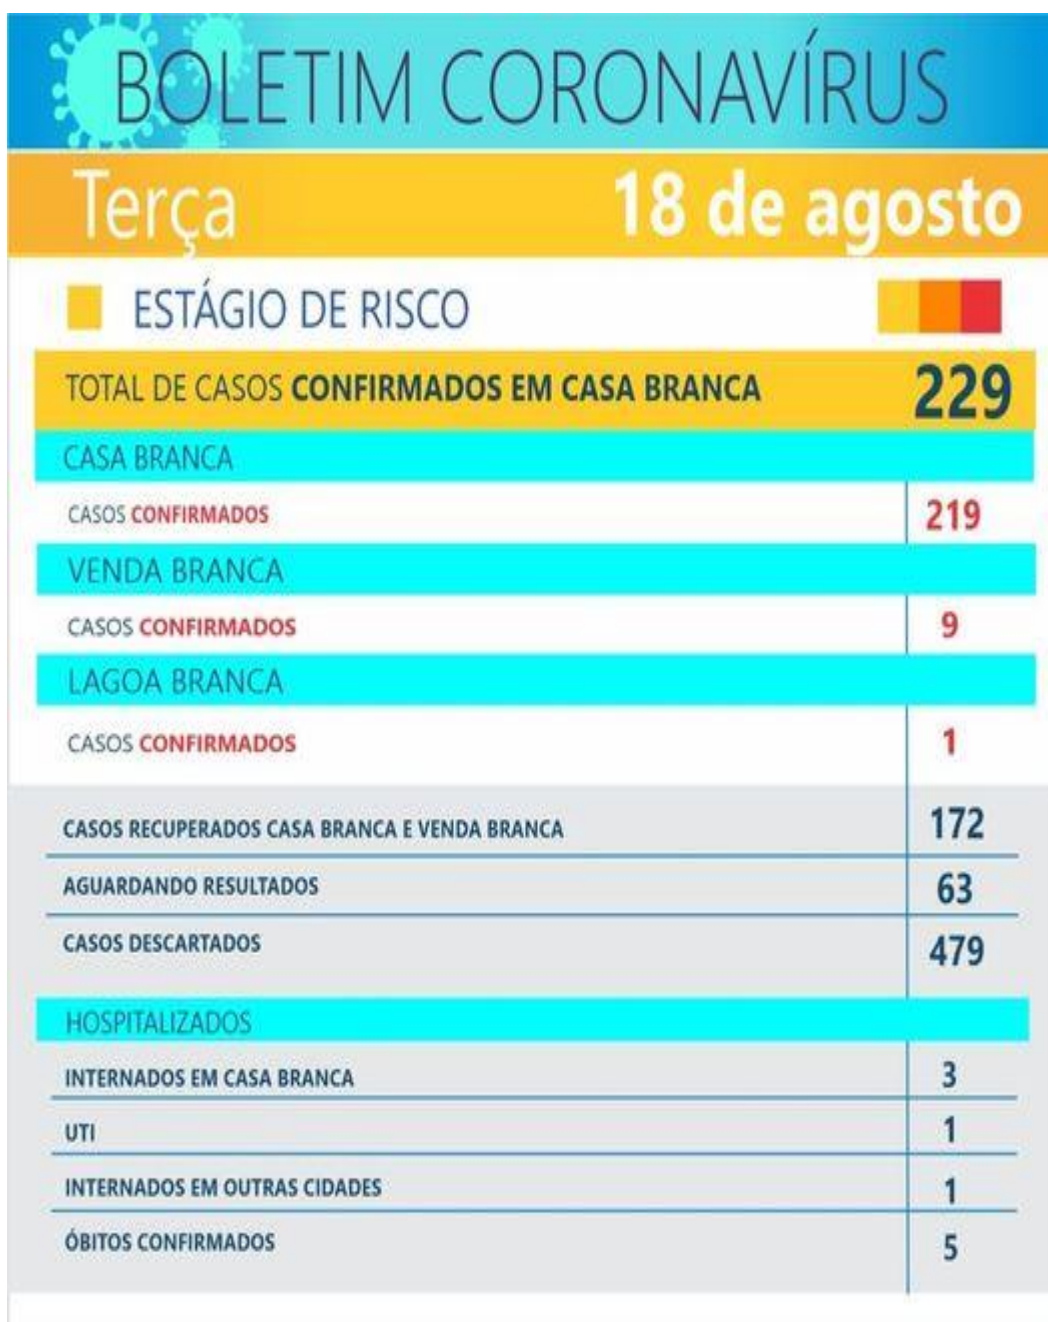 BOLETIM CORONAVÍRUS
Terça 18 de agosto
ESTÁGIO DE RISCO
TOTAL DE CASOS CONFIRMADOS EM CASA BRANCA 229
CASA BRANCA
CASOS CONFIRMADOS 219
VENDA BRANCA
CASOS CONFIRMADOS 9
LAGOA BRANCA
CASOS CONFIRMADOS 1
CASOS RECUPERADOS CASA BRANCA E VENDA BRANCA 172
AGUARDANDO RESULTADOS 63
CASOS DESCARTADOS 479
HOSPITALIZADOS
INTERNADOS EM CASA BRANCA 3
UTI 1
INTERNADOS EM OUTRAS CIDADES 1
ÓBITOS CONFIRMADOS 5